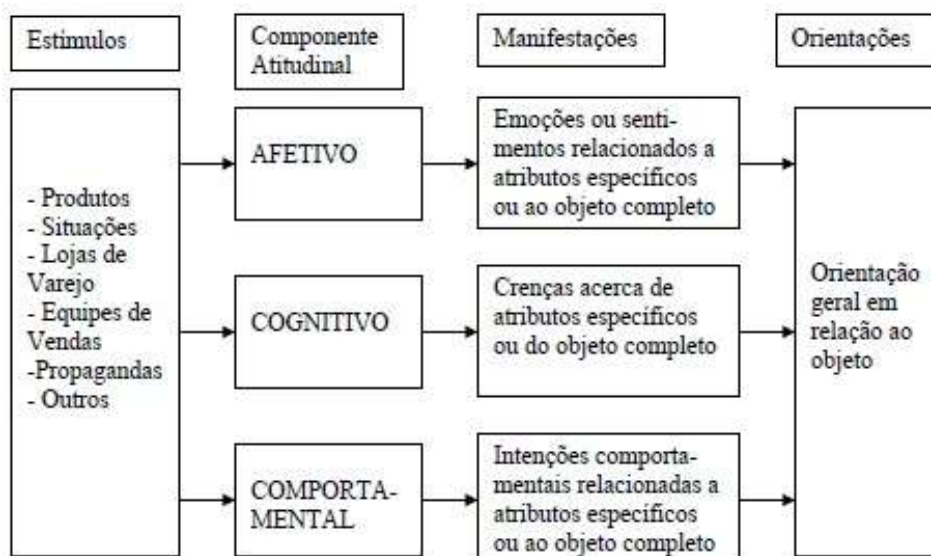 Estímulos
Componente
Atitudinal
Manifestações
Orientações
- Produtos
- Situações
- Lojas de
Varejo
- Equipes de
Vendas
-Propagandas
- Outros
AFETIVO
Emoções ou senti-
mentos relacionados a
atributos específicos
ou ao objeto completo
COGNITIVO
Crenças acerca de
atributos específicos
ou do objeto completo
COMPORTA-
MENTAL
Intenções comporta-
mentais relacionadas a
atributos específicos
ou ao objeto completo
Orientação
geral em
relação ao
objeto